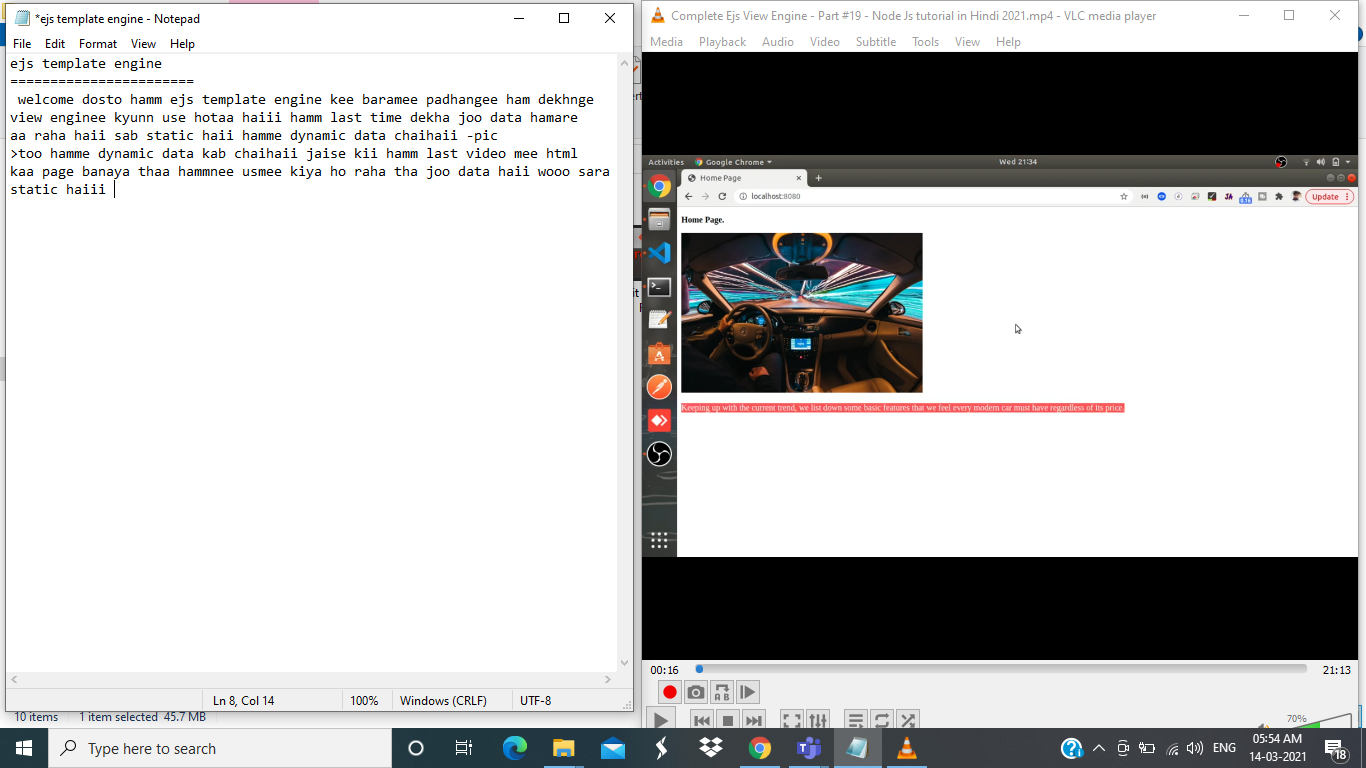 *ejs template engine - Notepad
File Edit Format View Help
ejs template engine
=======================
welcome dosto hamm ejs template engine kee baramee padhangee ham dekhnge
view enginee kyunn use hotaa haiii hamm last time dekha joo data hamare
aa raha haii sab static haii hamme dynamic data chaihaii -pic
>too hamme dynamic data kab chaihaii jaise kii hamm last video mee html
kaa page banaya thaa hammnee usmee kiya ho raha tha joo data haii wooo sara
static haiii
Ln 8, Col 14 100% Windows (CRLF) UTF-8
10 items 1 item selected 45.7 MB
Complete Ejs View Engine - Part #19 - Node Js tutorial in Hindi 2021.mp4 - VLC media player
Media Playback Audio Video Subtitle Tools View Help
Activities Google Chrome Wed 21:34
Home Page
localhost:8080 Update
Home Page.
Keeping up with the current trend, we list down some basic features that we feel every modern car must have regardless of its price.
00:16 21:13
70%
Type here to search
ENG 05:54 AM
14-03-2021
18